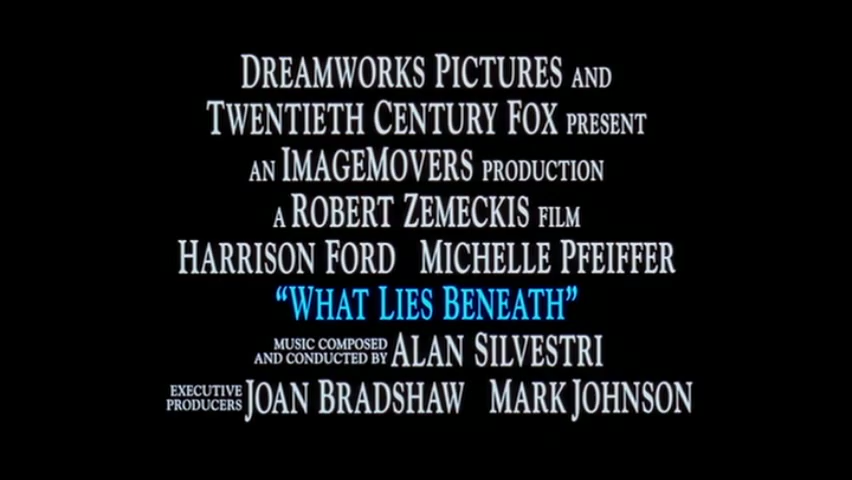 DREAMWORKS PICTURES AND
TWENTIETH CENTURY FOX PRESENT
AN IMAGEMOVERS PRODUCTION
A ROBERT ZEMECKIS FILM
HARRISON FORD MICHELLE PFEIFFER
“WHAT LIES BENEATH”
MUSIC COMPOSED
AND CONDUCTED BY ALAN SILVESTRI
EXECUTIVE
PRODUCERS JOAN BRADSHAW MARK JOHNSON